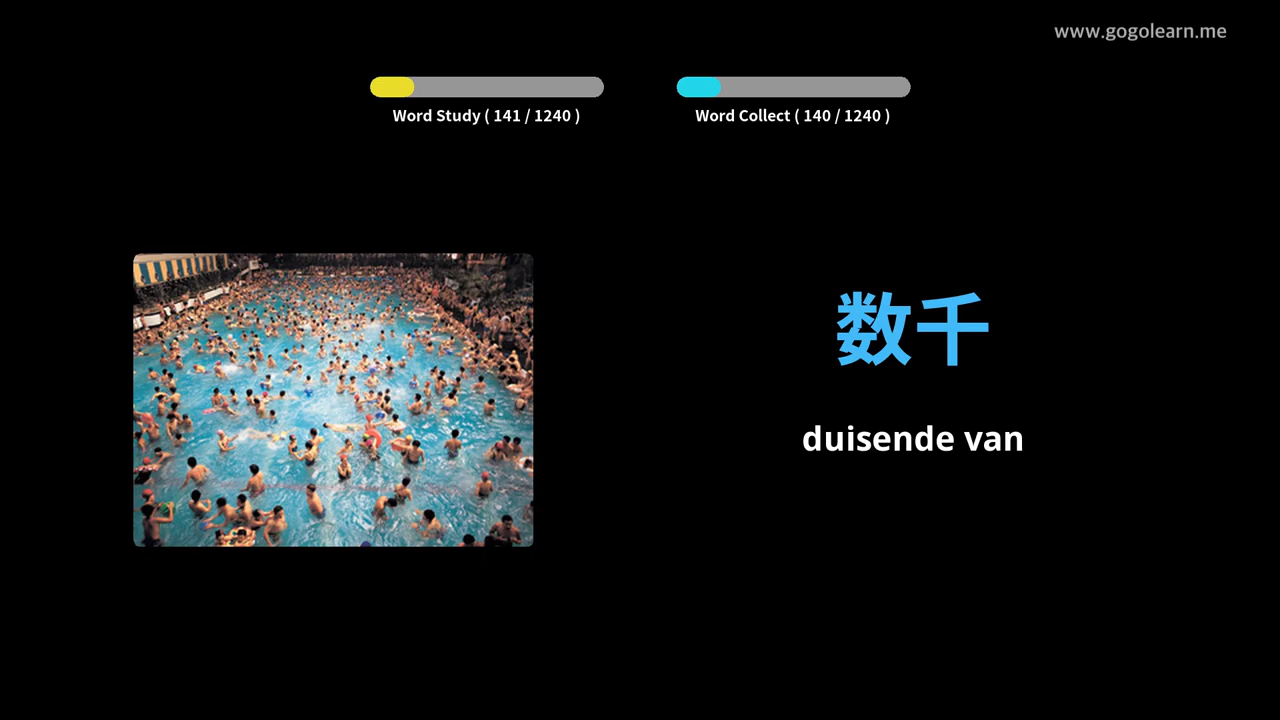 www.gogolearn.me
Word Study ( 141 / 1240 )
Word Collect ( 140 / 1240 )
数千
duisende van